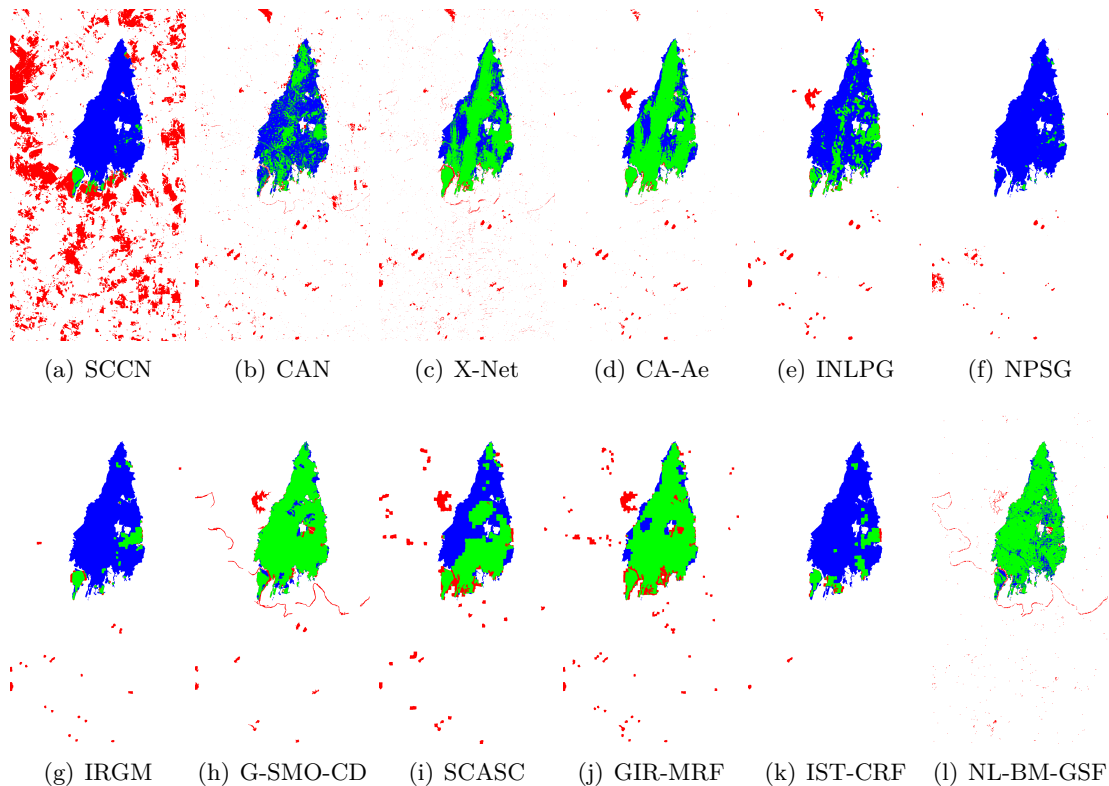 (a) SCCN
(b) CAN
(c) X-Net
(d) CA-Ae
(e) INLPG
(f) NPSG
(g) IRGM
(h) G-SMO-CD
(i) SCASC
(j) GIR-MRF
(k) IST-CRF
(l) NL-BM-GSF